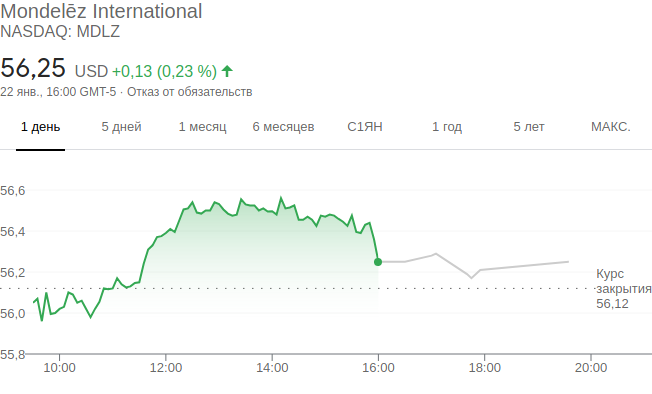 Mondelēz International
NASDAQ: MDLZ
56,25 USD +0,13 (0,23 %)
22 янв., 16:00 GMT-5 · Отказ от обязательств
1 день 5 дней 1 месяц 6 месяцев С1ЯН 1 год 5 лет МАКС.
56,6
56,4
56,2
Курс
закрытия
56,12
56,0
55,8
10:00 12:00 14:00 16:00 18:00 20:00